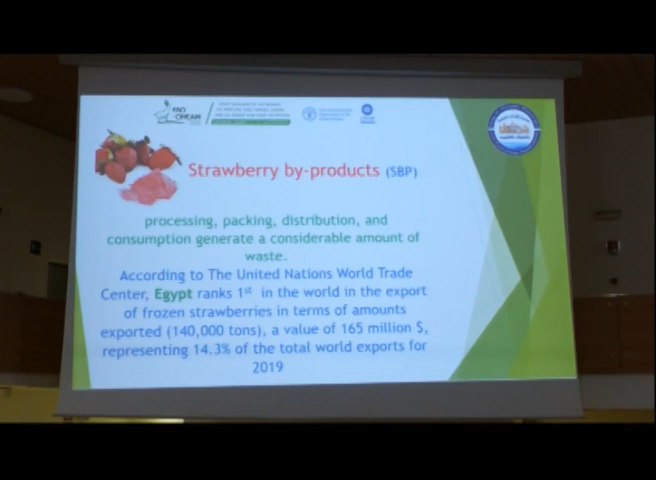 FAO
CIHEAM
Strawberry by-products (SBP)
processing, packing, distribution, and
consumption generate a considerable amount of
waste.
According to The United Nations World Trade
Center, Egypt ranks 1st in the world in the export
of frozen strawberries in terms of amounts
exported (140,000 tons), a value of 165 million $,
representing 14.3% of the total world exports for
2019